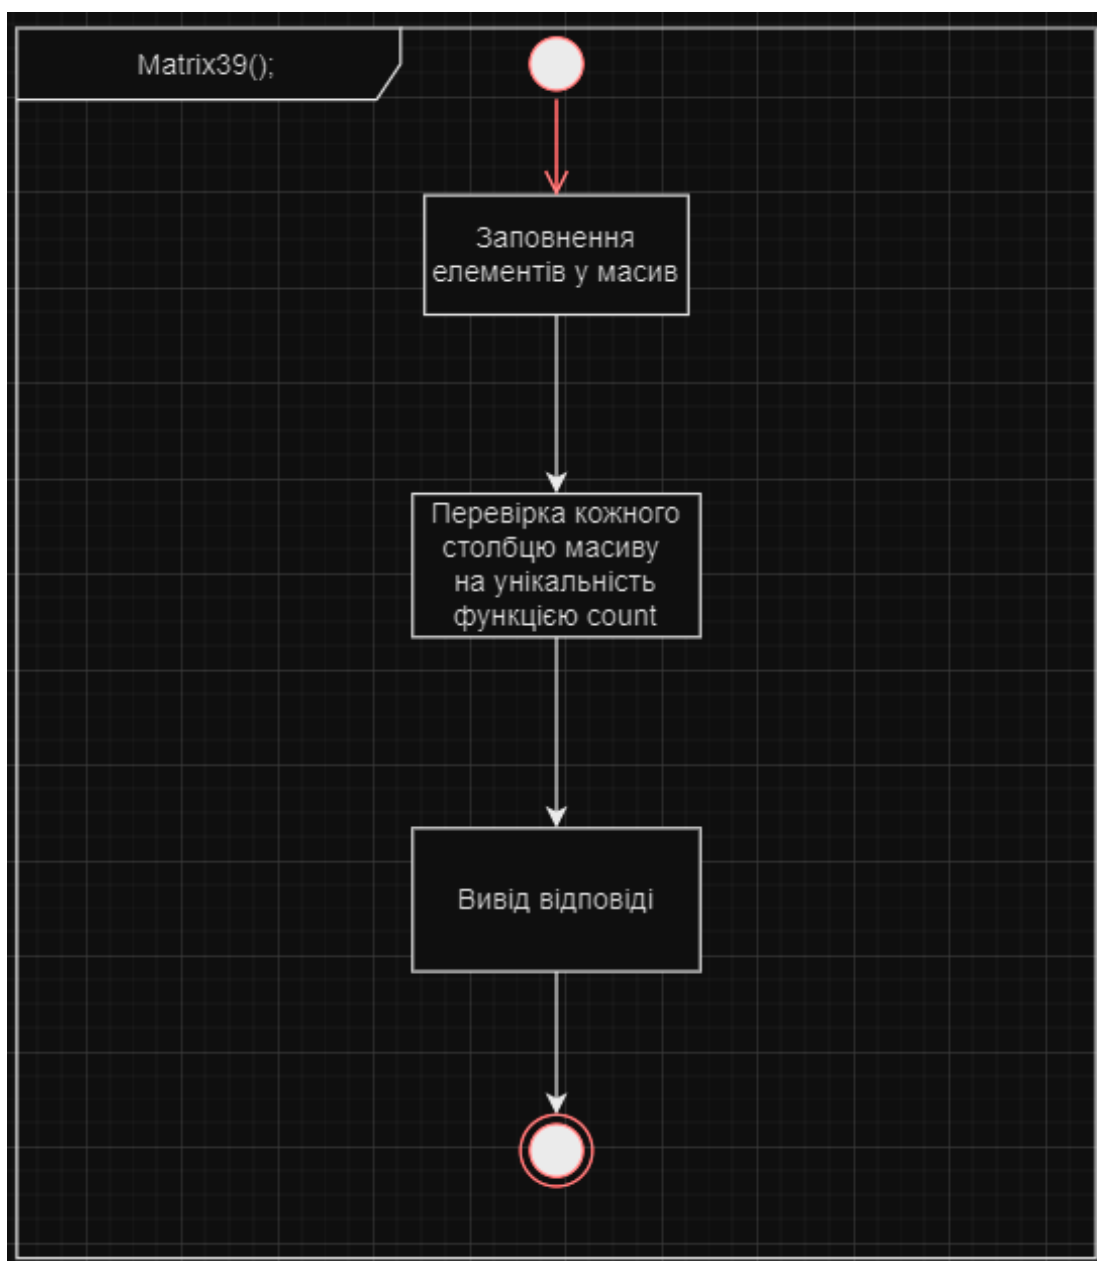 Matrix39();
Заповнення
елементів у масив
Перевірка кожного
столбцю масиву
на унікальність
функцією count
Вивід відповіді